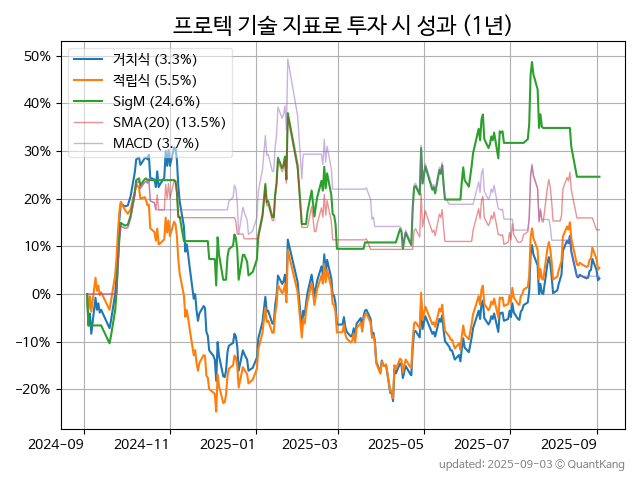 프로텍 기술 지표로 투자 시 성과 (1년)
50%
40%
30%
20%
10%
0%
−10%
−20%
거치식 (3.3%)
적립식 (5.5%)
SigM (24.6%)
SMA(20) (13.5%)
MACD (3.7%)
2024-09
2024-11
2025-01
2025-03
2025-05
2025-07
2025-09
updated: 2025-09-03 ⓒ QuantKang